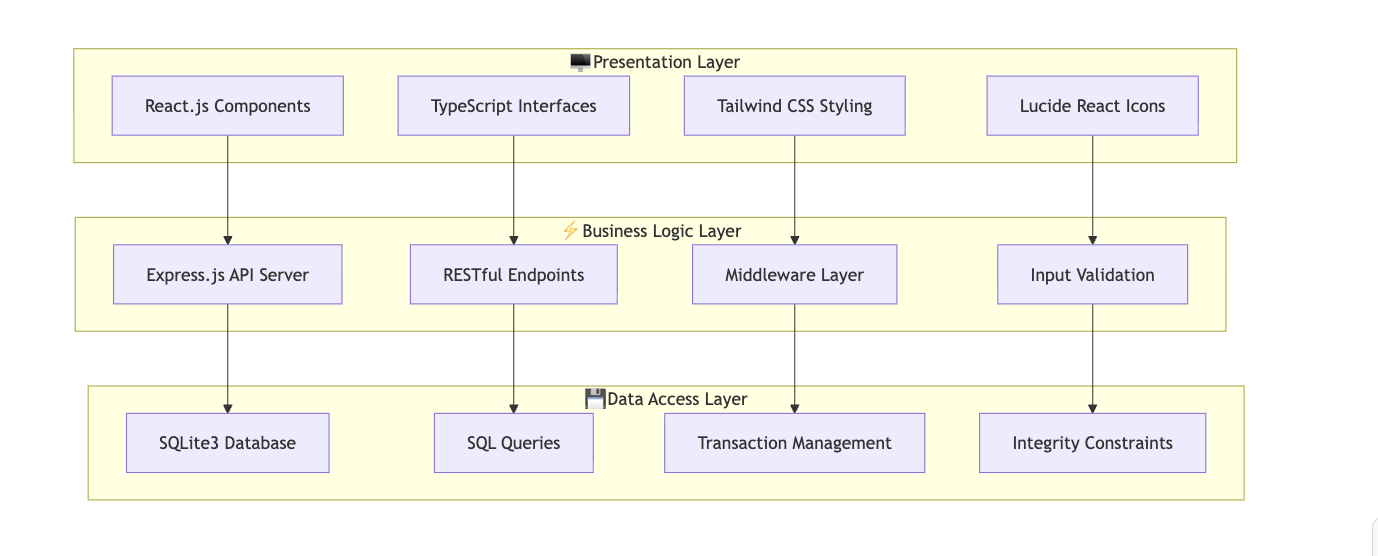 🖥️Presentation Layer
React.js Components
TypeScript Interfaces
Tailwind CSS Styling
Lucide React Icons
⚡Business Logic Layer
Express.js API Server
RESTful Endpoints
Middleware Layer
Input Validation
💾Data Access Layer
SQLite3 Database
SQL Queries
Transaction Management
Integrity Constraints